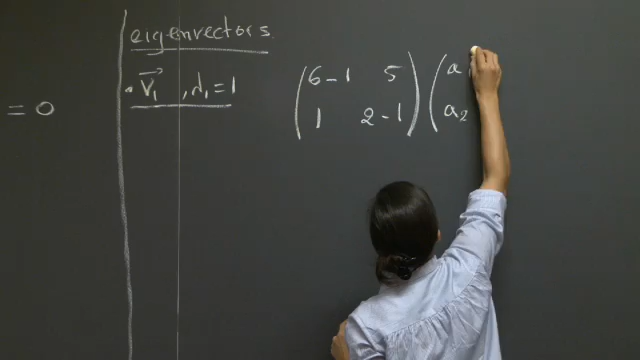 eigenvectors
= 0
• v₁⃗ , λ₁ = 1
( 6 - 1 5 ) ( a
( 1 2 - 1 ) ( a₂